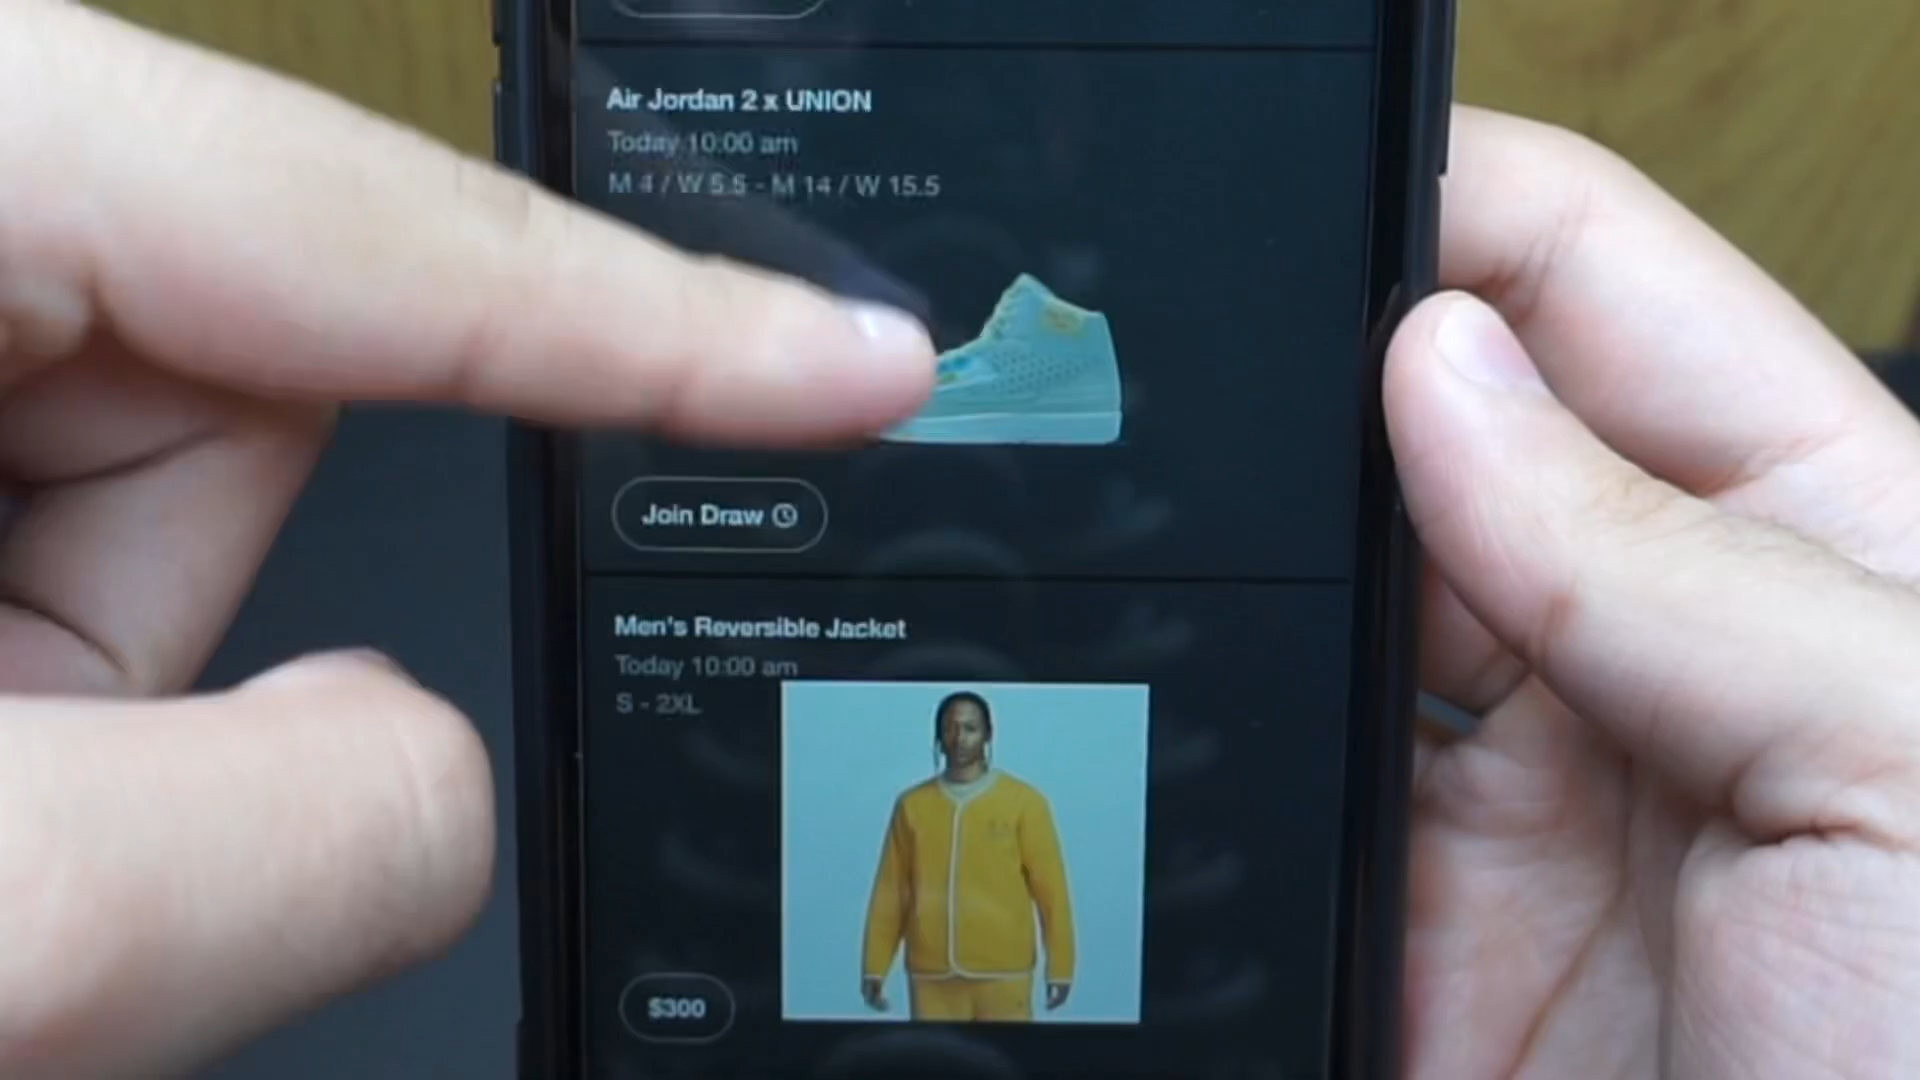 Air Jordan 2 x UNION
Today 10:00 am
M 4 / W 5.5 - M 14 / W 15.5
Join Draw
Men's Reversible Jacket
Today 10:00 am
S - 2XL
$300